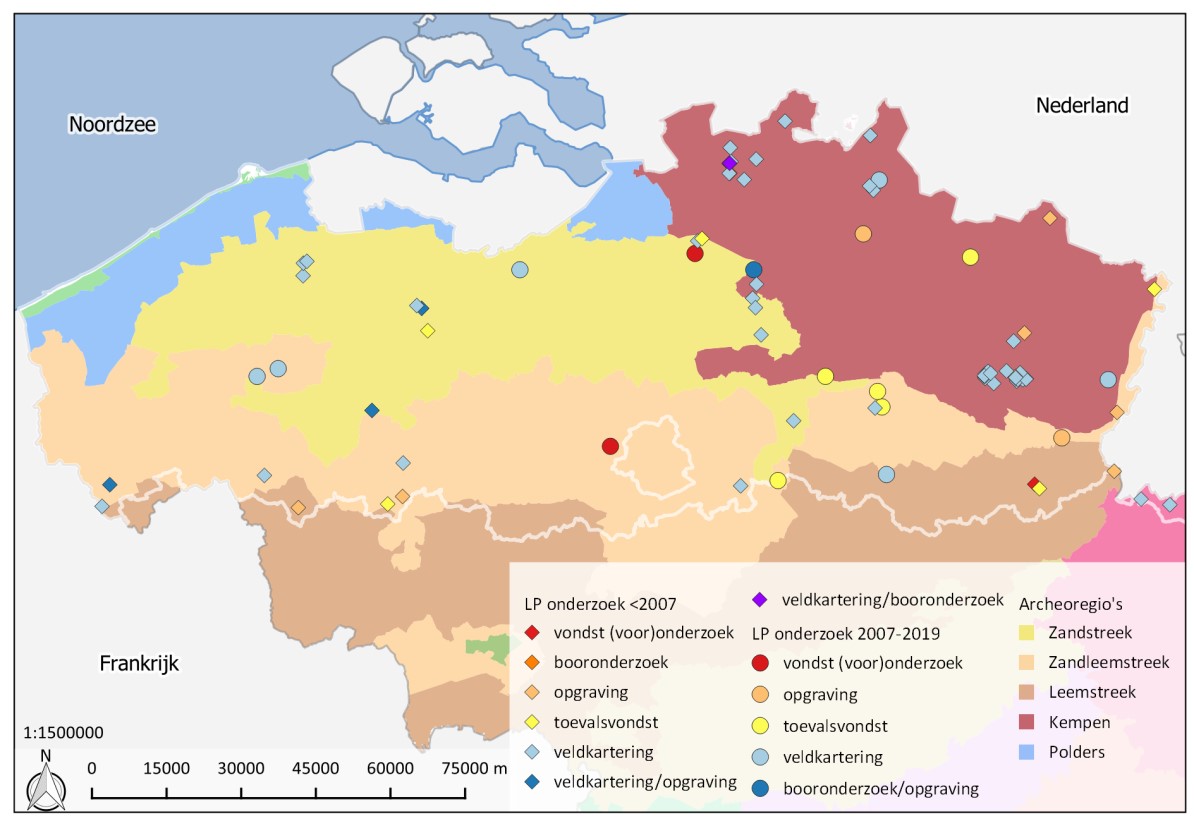 Noordzee
Nederland
Frankrijk
1:1500000
N
0 15000 30000 45000 60000 75000 m
LP onderzoek <2007
vondst (voor)onderzoek
booronderzoek
opgraving
toevalsvondst
veldkartering
veldkartering/opgraving
veldkartering/booronderzoek
LP onderzoek 2007-2019
vondst (voor)onderzoek
opgraving
toevalsvondst
veldkartering
booronderzoek/opgraving
Archeoregio's
Zandstreek
Zandleemstreek
Leemstreek
Kempen
Polders